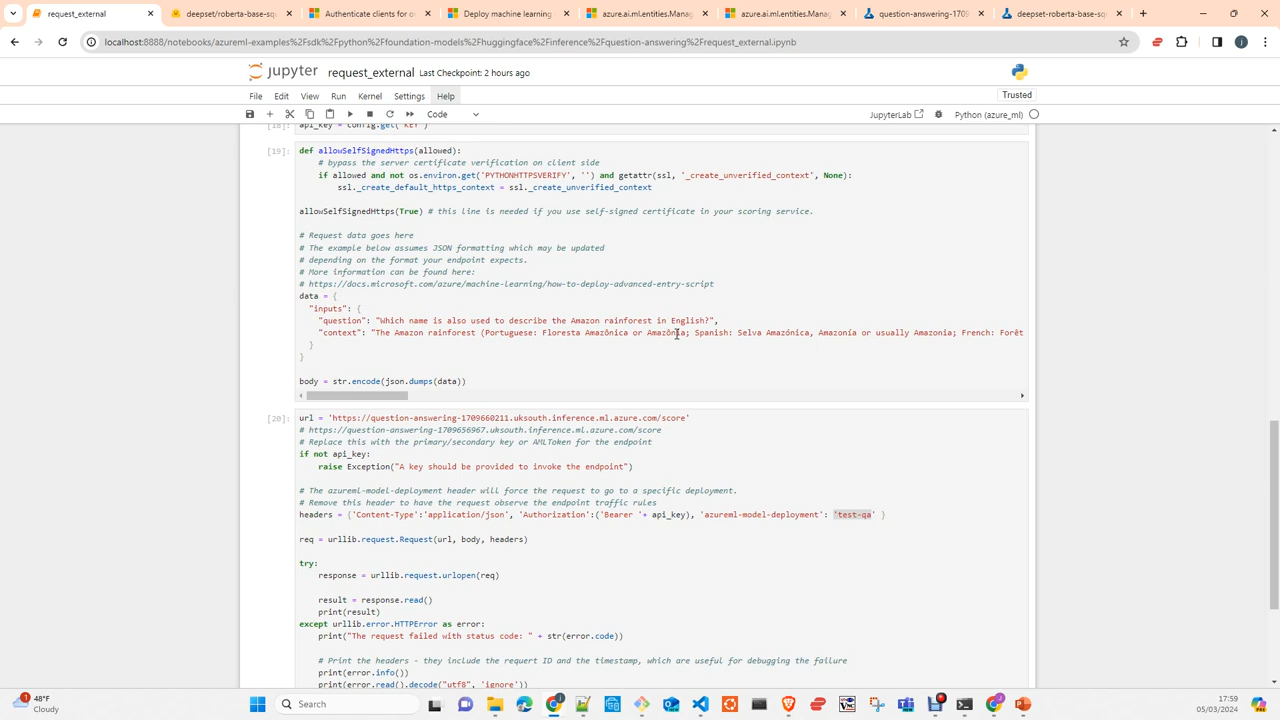 request_external
deepset/roberta-base-squ
Authenticate clients for o
Deploy machine learning
azure.ai.ml.entities.Manag
azure.ai.ml.entities.Manag
question-answering-1709
deepset-roberta-base-sq
localhost:8888/notebooks/azureml-examples%2Fsdk%2Fpython%2Ffoundation-models%2Fhuggingface%2Finference%2Fquestion-answering%2Frequest_external.ipynb
jupyter request_external Last Checkpoint: 2 hours ago
File Edit View Run Kernel Settings Help
Trusted
Code
JupyterLab
Python (azure_ml)
[18]: api_key = config.get('KEY')
[19]: def allowSelfSignedHttps(allowed):
# bypass the server certificate verification on client side
if allowed and not os.environ.get('PYTHONHTTPSVERIFY', '') and getattr(ssl, '_create_unverified_context', None):
ssl._create_default_https_context = ssl._create_unverified_context
allowSelfSignedHttps(True) # this line is needed if you use self-signed certificate in your scoring service.
# Request data goes here
# The example below assumes JSON formatting which may be updated
# depending on the format your endpoint expects.
# More information can be found here:
# https://docs.microsoft.com/azure/machine-learning/how-to-deploy-advanced-entry-script
data = {
"inputs": {
"question": "Which name is also used to describe the Amazon rainforest in English?",
"context": "The Amazon rainforest (Portuguese: Floresta Amazônica or Amazônia; Spanish: Selva Amazónica, Amazonía or usually Amazonia; French: Forêt
}
}
body = str.encode(json.dumps(data))
[20]: url = 'https://question-answering-1709660211.uksouth.inference.ml.azure.com/score'
# https://question-answering-1709656967.uksouth.inference.ml.azure.com/score
# Replace this with the primary/secondary key or AMLToken for the endpoint
if not api_key:
raise Exception("A key should be provided to invoke the endpoint")
# The azureml-model-deployment header will force the request to go to a specific deployment.
# Remove this header to have the request observe the endpoint traffic rules
headers = {'Content-Type':'application/json', 'Authorization':('Bearer '+ api_key), 'azureml-model-deployment': 'test-qa' }
req = urllib.request.Request(url, body, headers)
try:
response = urllib.request.urlopen(req)
result = response.read()
print(result)
except urllib.error.HTTPError as error:
print("The request failed with status code: " + str(error.code))
# Print the headers - they include the requert ID and the timestamp, which are useful for debugging the failure
print(error.info())
print(error.read().decode("utf8", 'ignore'))
1
48°F
Cloudy
Search
17:59
05/03/2024